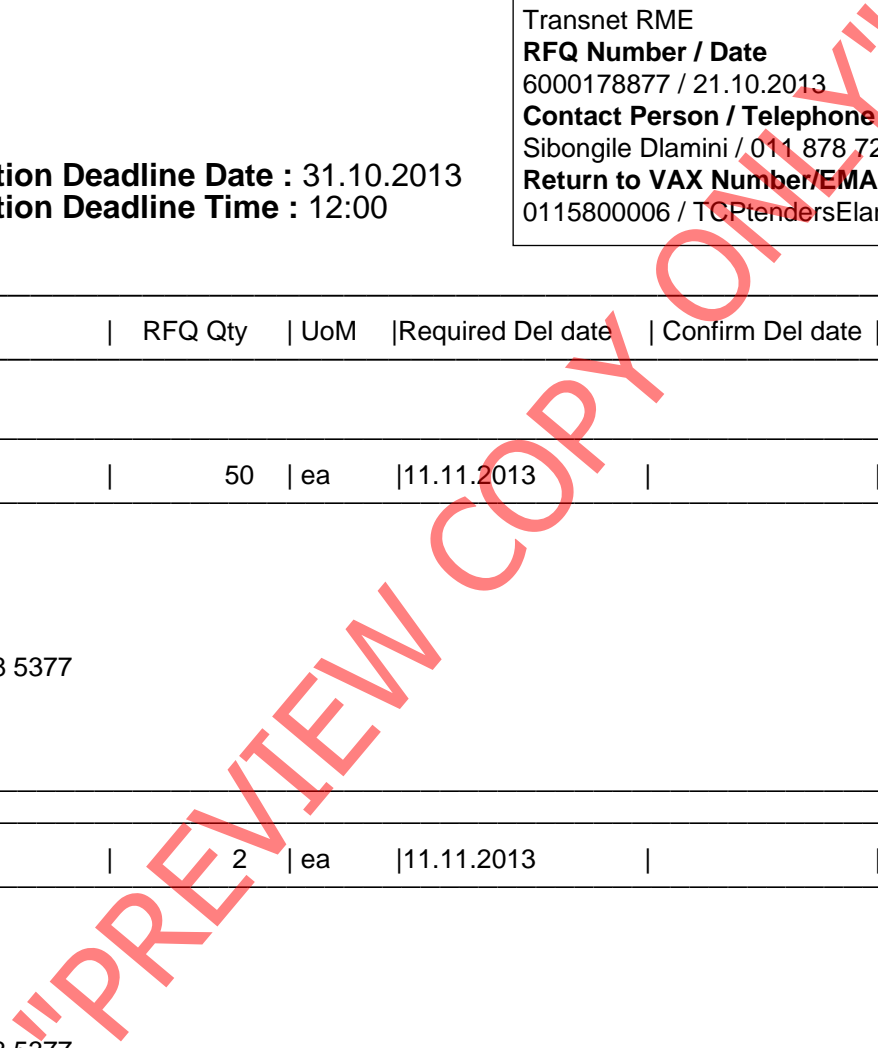 Transnet RME
RFQ Number / Date
6000178877 / 21.10.2013
Contact Person / Telephone
Sibongile Dlamini / 011 878 72
tion Deadline Date : 31.10.2013
Return to VAX Number/EMA
tion Deadline Time : 12:00
0115800006 / TCPtendersElan
| RFQ Qty | UoM |Required Del date | Confirm Del date |
| 50 | ea |11.11.2013 | |
5377
| 2 | ea |11.11.2013 | |
"PREVIEW COPY ONLY"